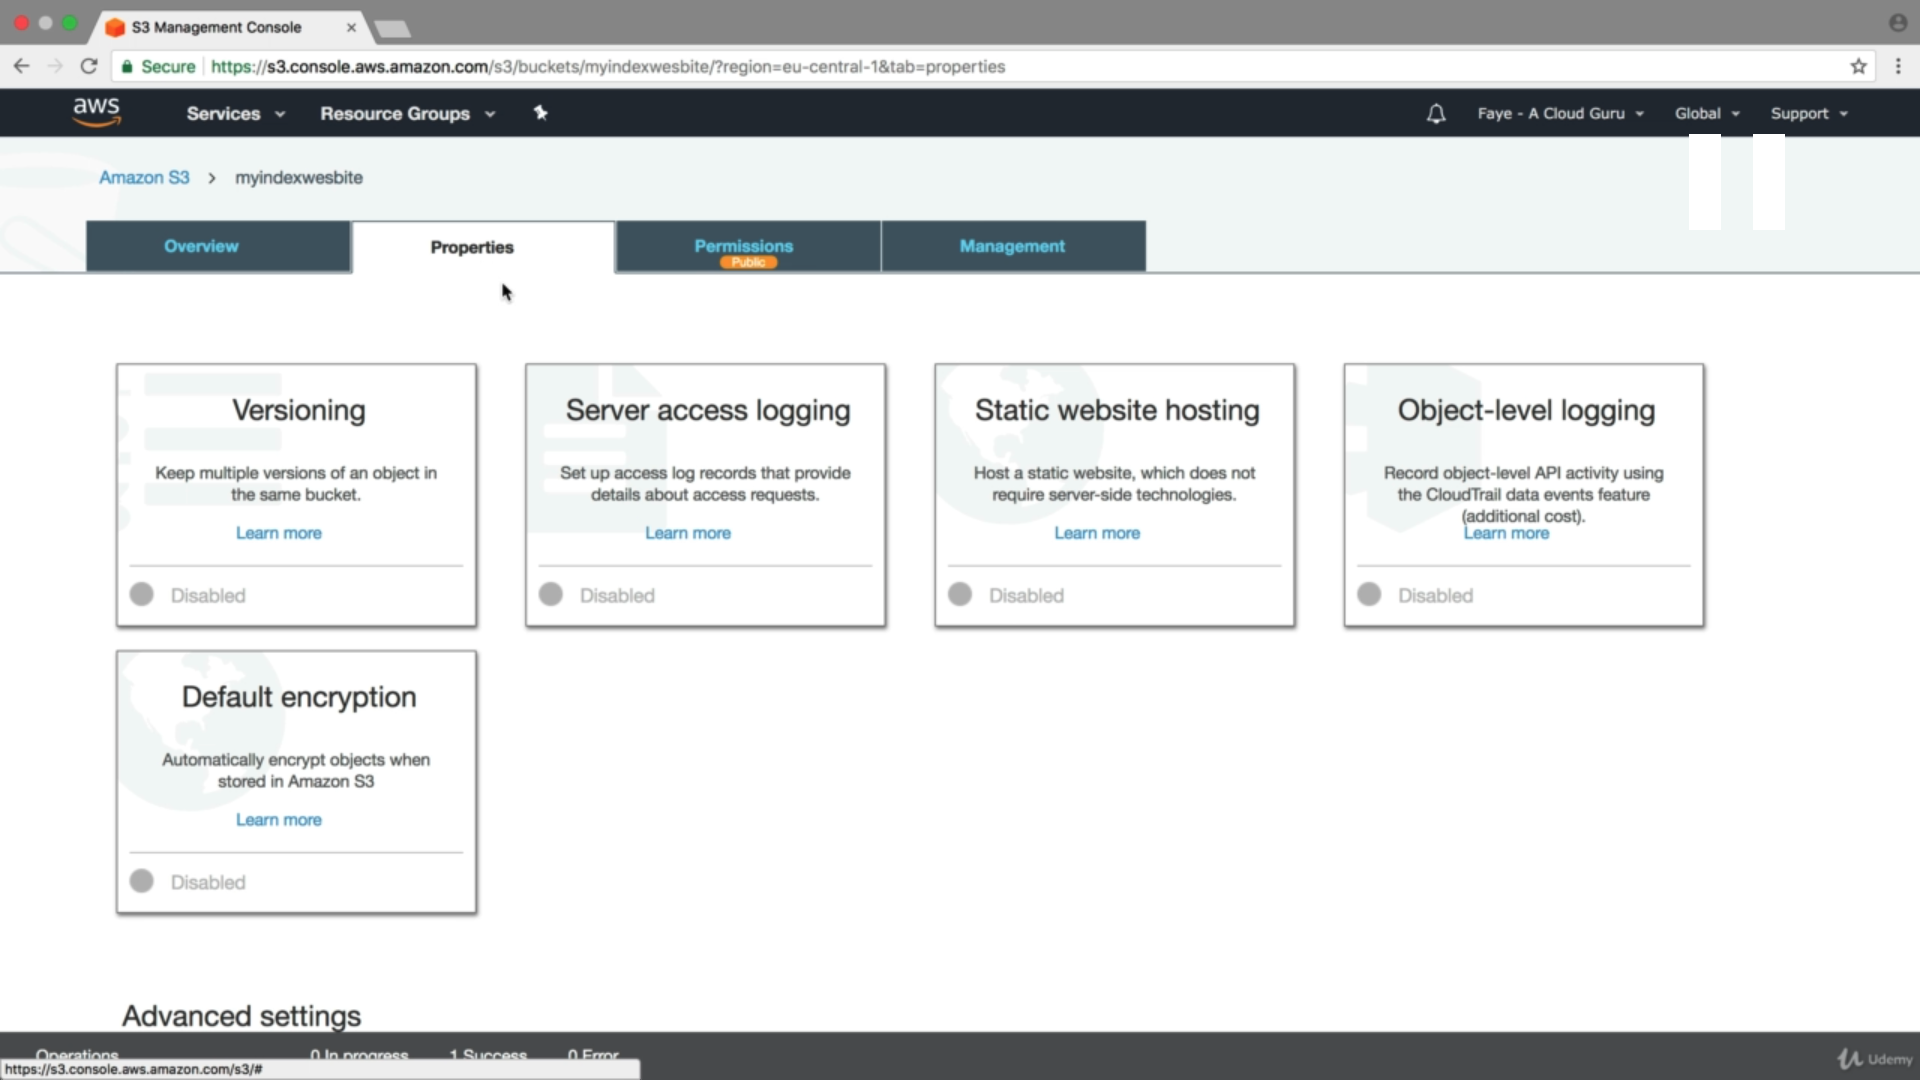 S3 Management Console
Secure https://s3.console.aws.amazon.com/s3/buckets/myindexwesbite/?region=eu-central-1&tab=properties
aws Services Resource Groups Faye - A Cloud Guru Global Support
Amazon S3 > myindexwesbite
Overview Properties Permissions Management
Public
Versioning
Keep multiple versions of an object in
the same bucket.
Learn more
Disabled
Server access logging
Set up access log records that provide
details about access requests.
Learn more
Disabled
Static website hosting
Host a static website, which does not
require server-side technologies.
Learn more
Disabled
Object-level logging
Record object-level API activity using
the CloudTrail data events feature
(additional cost).
Learn more
Disabled
Default encryption
Automatically encrypt objects when
stored in Amazon S3
Learn more
Disabled
Advanced settings
Operations 0 In progress 1 Success 0 Error
https://s3.console.aws.amazon.com/s3/#
Udemy